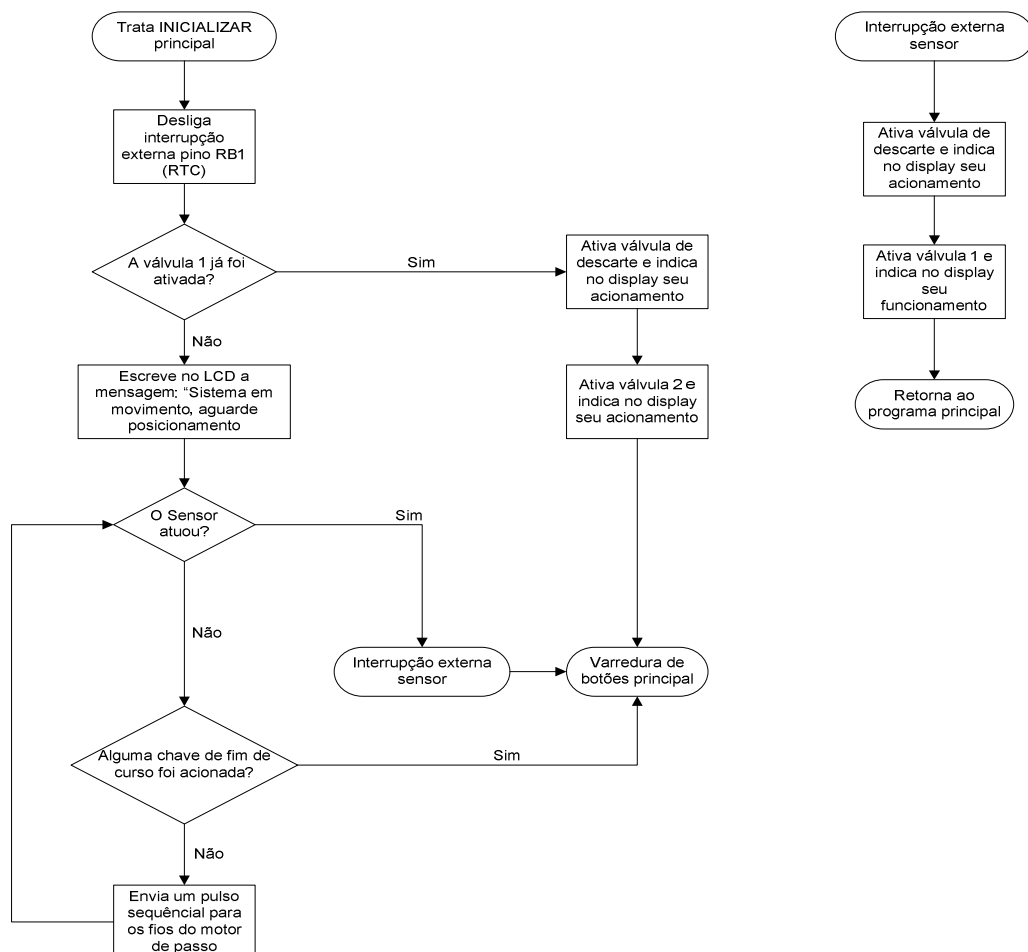 Trata INICIALIZAR
principal
Desliga
interrupção
externa pino RB1
(RTC)
A válvula 1 já foi
ativada?
Sim
Não
Ativa válvula de
descarte e indica
no display seu
acionamento
Escreve no LCD a
mensagem: “Sistema em
movimento, aguarde
posicionamento
Ativa válvula 2 e
indica no display
seu acionamento
O Sensor
atuou?
Sim
Não
Interrupção externa
sensor
Varredura de
botões principal
Alguma chave de fim de
curso foi acionada?
Sim
Não
Envia um pulso
sequêncial para
os fios do motor
de passo
Interrupção externa
sensor
Ativa válvula de
descarte e indica
no display seu
acionamento
Ativa válvula 1 e
indica no display
seu
funcionamento
Retorna ao
programa principal